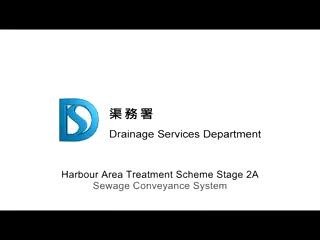 渠務署
Drainage Services Department
Harbour Area Treatment Scheme Stage 2A
Sewage Conveyance System